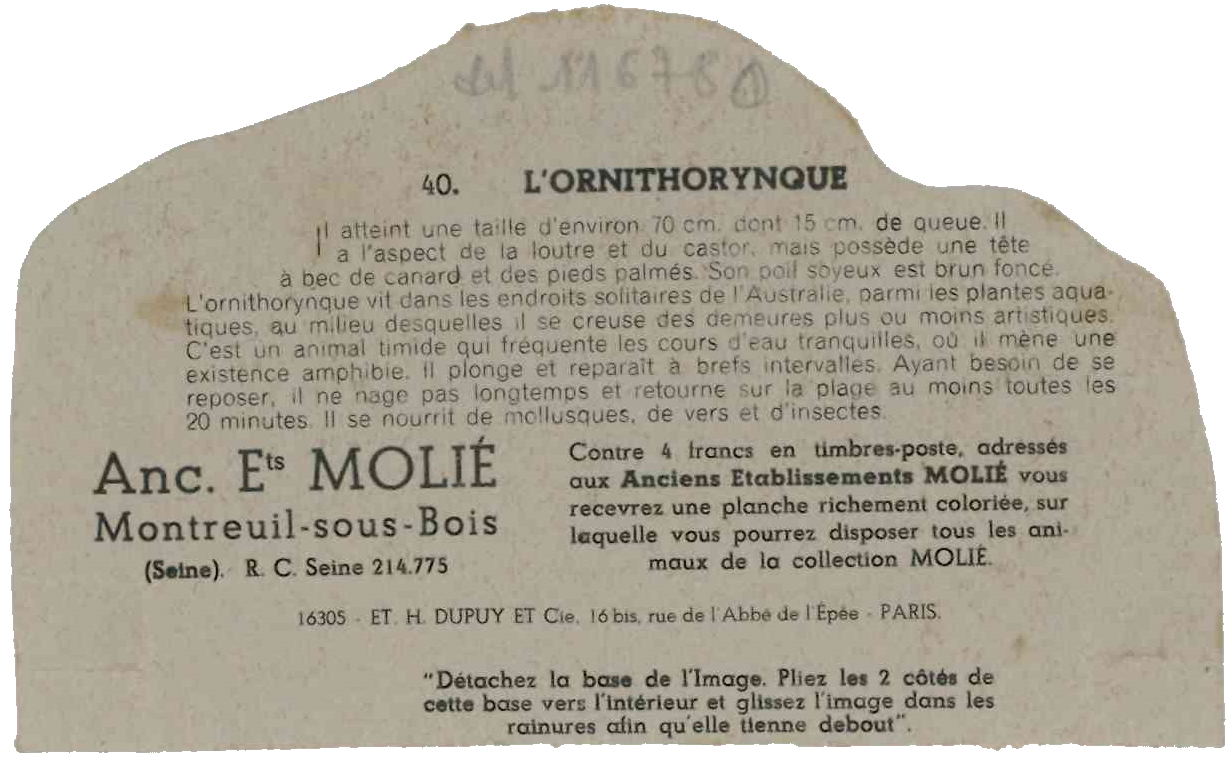 116780
40. L'ORNITHORYNQUE
Il atteint une taille d'environ 70 cm. dont 15 cm. de queue. Il
a l'aspect de la loutre et du castor, mais possède une tête
à bec de canard et des pieds palmés. Son poil soyeux est brun foncé.
L'ornithorynque vit dans les endroits solitaires de l'Australie, parmi les plantes aqua-
tiques, au milieu desquelles il se creuse des demeures plus ou moins artistiques.
C'est un animal timide qui fréquente les cours d'eau tranquilles, où il mène une
existence amphibie. Il plonge et reparaît à brefs intervalles. Ayant besoin de se
reposer, il ne nage pas longtemps et retourne sur la plage au moins toutes les
20 minutes. Il se nourrit de mollusques, de vers et d'insectes.
Anc. Ets MOLIÉ
Montreuil-sous-Bois
(Seine). R. C. Seine 214.775
Contre 4 francs en timbres-poste, adressés
aux Anciens Etablissements MOLIÉ vous
recevrez une planche richement coloriée, sur
laquelle vous pourrez disposer tous les ani-
maux de la collection MOLIÉ.
16305 - ET. H. DUPUY ET Cie, 16 bis, rue de l'Abbé de l'Épée - PARIS.
"Détachez la base de l'Image. Pliez les 2 côtés de
cette base vers l'intérieur et glissez l'image dans les
rainures afin qu'elle tienne debout".